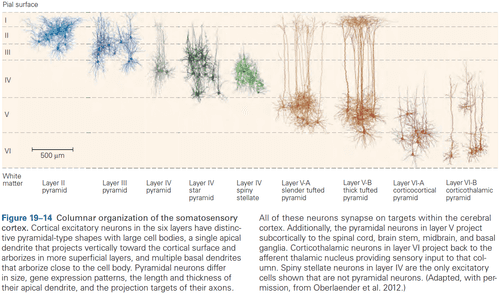 Pial surface
I
II
III
IV
V
VI
500 μm
White
matter
Layer II
pyramid
Layer III
pyramid
Layer IV
pyramid
Layer IV
star
pyramid
Layer IV
spiny
stellate
Layer V-A
slender tufted
pyramid
Layer V-B
thick tufted
pyramid
Layer VI-A
corticocortical
pyramid
Layer VI-B
corticothalamic
pyramid
Figure 19–14 Columnar organization of the somatosensory
cortex. Cortical excitatory neurons in the six layers have distinc-
tive pyramidal-type shapes with large cell bodies, a single apical
dendrite that projects vertically toward the cortical surface and
arborizes in more superficial layers, and multiple basal dendrites
that arborize close to the cell body. Pyramidal neurons differ
in size, gene expression patterns, the length and thickness of
their apical dendrite, and the projection targets of their axons.
All of these neurons synapse on targets within the cerebral
cortex. Additionally, the pyramidal neurons in layer V project
subcortically to the spinal cord, brain stem, midbrain, and basal
ganglia. Corticothalamic neurons in layer VI project back to the
afferent thalamic nucleus providing sensory input to that col-
umn. Spiny stellate neurons in layer IV are the only excitatory
cells shown that are not pyramidal neurons. (Adapted, with per-
mission, from Oberlaender et al. 2012.)